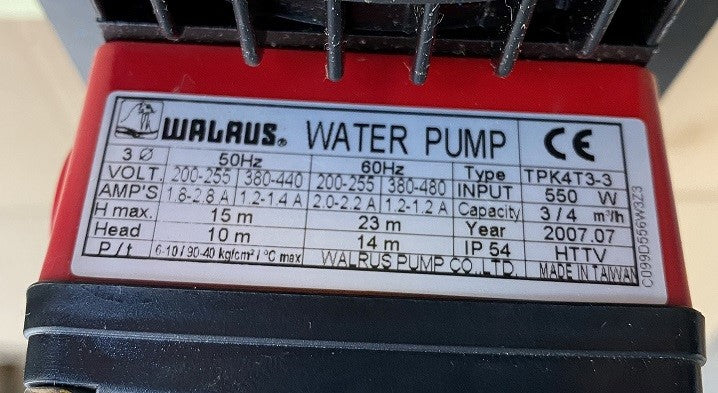 WALRUS® WATER PUMP CE
3 Ø 50Hz 60Hz Type TPK4T3-3
VOLT. 200-255 380-440 200-255 380-480 INPUT 550 W
AMP'S 1.8-2.8 A 1.2-1.4 A 2.0-2.2 A 1.2-1.2 A Capacity 3 / 4 m³/h
H max. 15 m 23 m Year 2007.07
Head 10 m 14 m IP 54 HTTV
P / t 6-10 / 90-40 kg/cm² / °C max WALRUS PUMP CO.,LTD. MADE IN TAIWAN
C099D556W3Z3